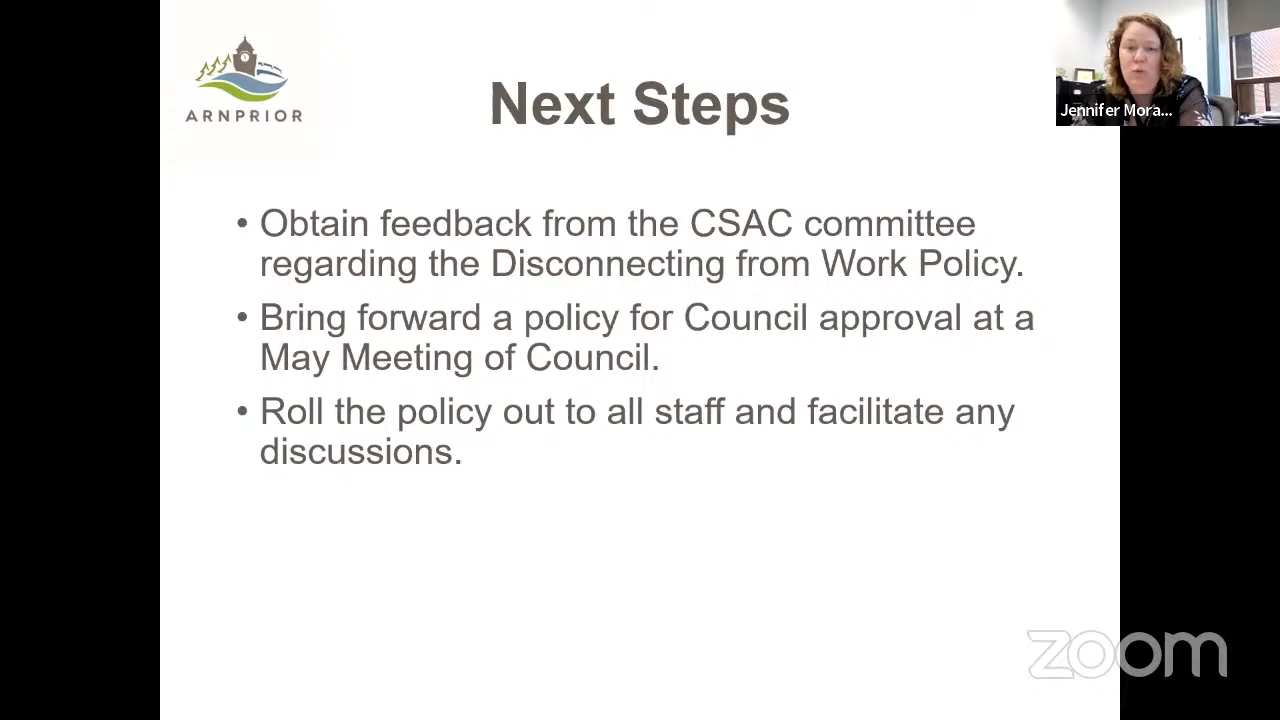 ARNPRIOR
Next Steps
Jennifer Mora...
• Obtain feedback from the CSAC committee
regarding the Disconnecting from Work Policy.
• Bring forward a policy for Council approval at a
May Meeting of Council.
• Roll the policy out to all staff and facilitate any
discussions.
zoom